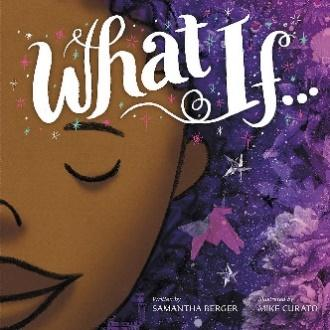 What If...
Written by
SAMANTHA BERGER
Illustrated by
MIKE CURATO